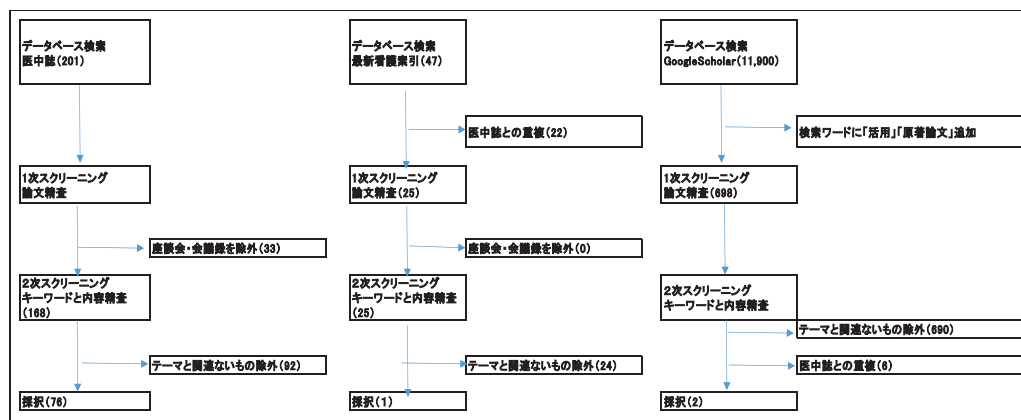 データベース検索
医中誌(201)
1次スクリーニング
論文精査
座談会・会議録を除外(33)
2次スクリーニング
キーワードと内容精査
(168)
テーマと関連ないもの除外(92)
採択(76)
データベース検索
最新看護索引(47)
医中誌との重複(22)
1次スクリーニング
論文精査(25)
座談会・会議録を除外(0)
2次スクリーニング
キーワードと内容精査
(25)
テーマと関連ないもの除外(24)
採択(1)
データベース検索
GoogleScholar(11,900)
検索ワードに「活用」「原著論文」追加
1次スクリーニング
論文精査(698)
2次スクリーニング
キーワードと内容精査
テーマと関連ないもの除外(690)
医中誌との重複(6)
採択(2)